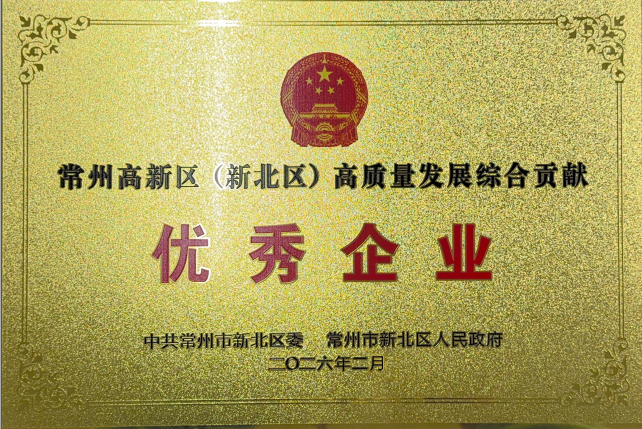 常州高新区（新北区）高质量发展综合贡献
优秀企业
中共常州市新北区委 常州市新北区人民政府
二〇二六年二月